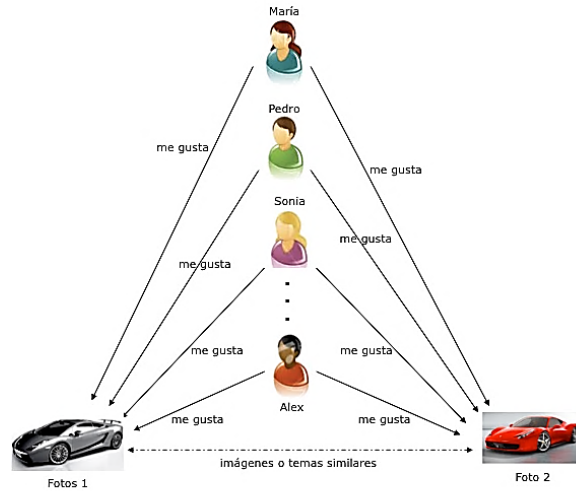 María
Pedro
me gusta
me gusta
Sonia
me gusta
me gusta
me gusta
me gusta
Alex
me gusta
me gusta
imágenes o temas similares
Fotos 1
Foto 2